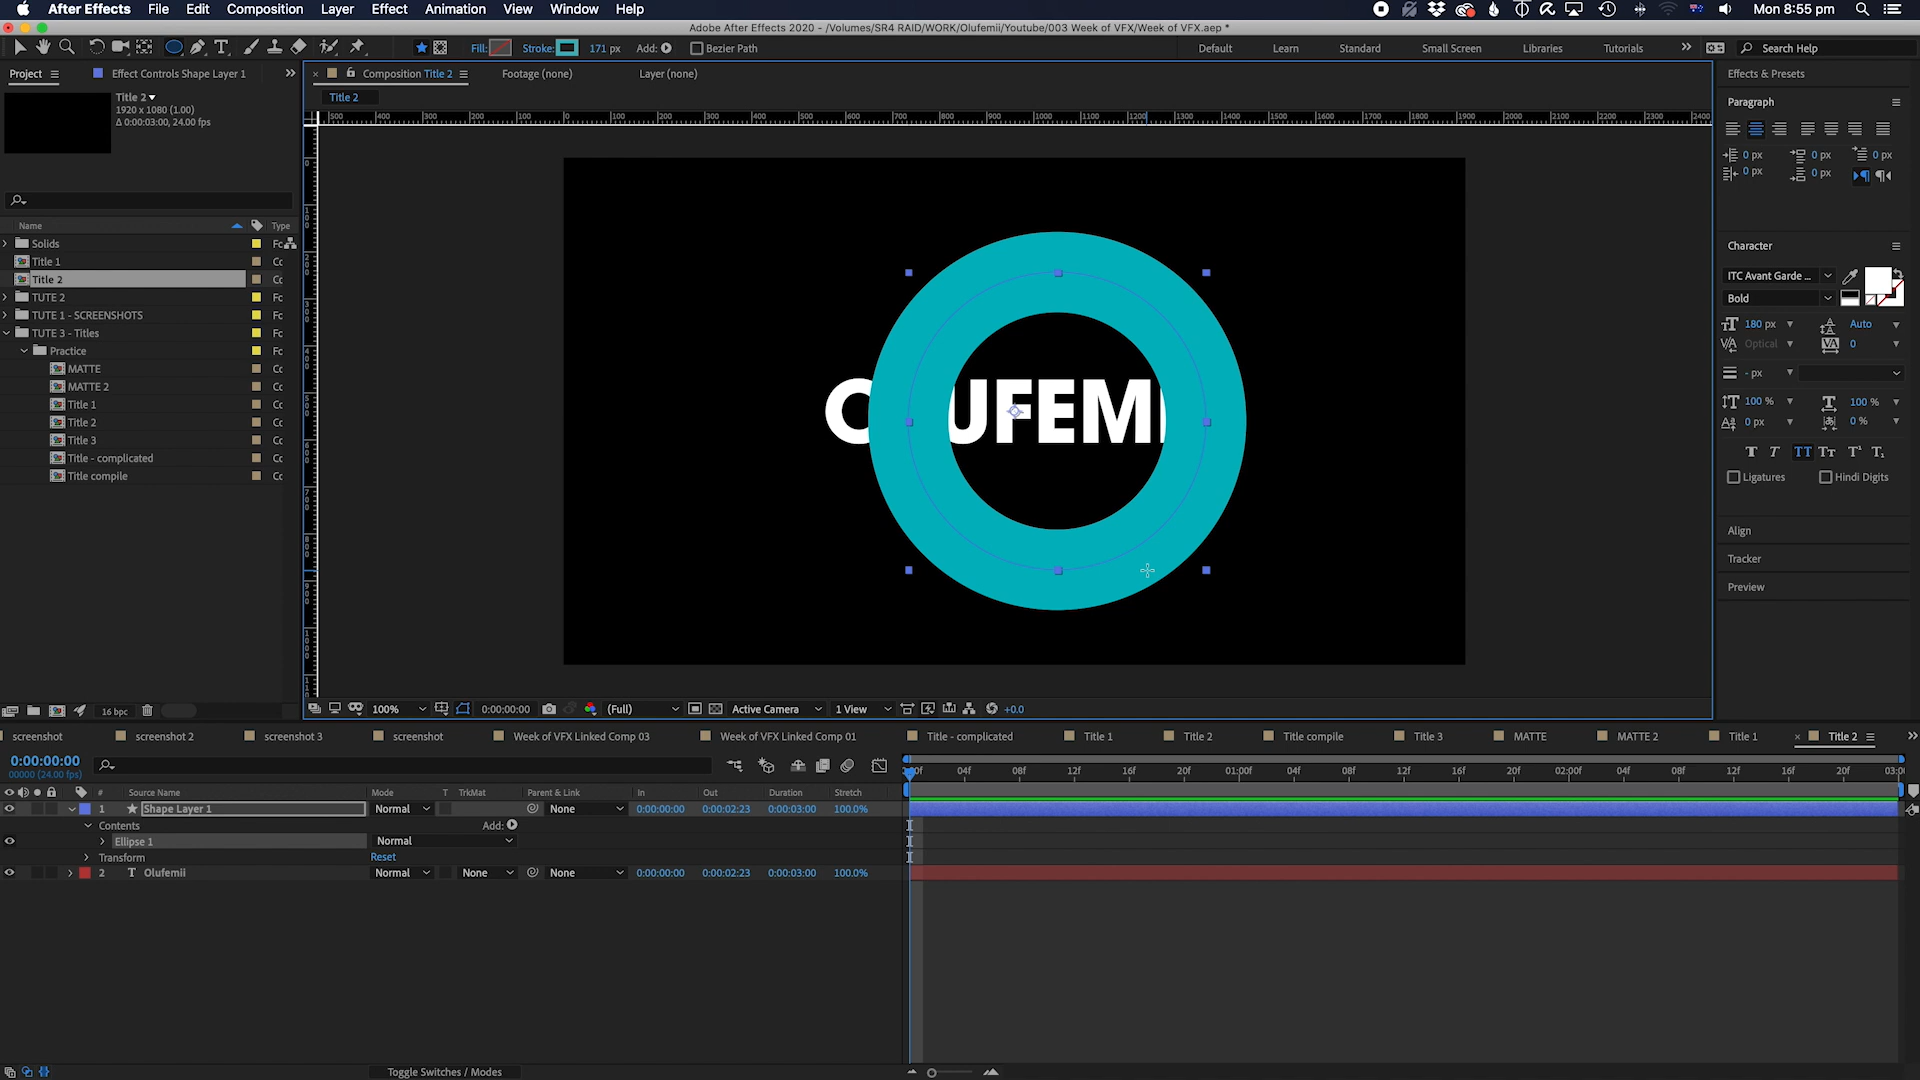 After Effects File Edit Composition Layer Effect Animation View Window Help Mon 8:55 pm
Adobe After Effects 2020 - /Volumes/SR4 RAID/WORK/Olufemii/Youtube/003 Week of VFX/Week of VFX.aep *
Fill: Stroke: 171 px Add: Bezier Path Default Learn Standard Small Screen Libraries Tutorials Search Help
Project Effect Controls Shape Layer 1 Composition Title 2 Footage (none) Layer (none) Effects & Presets
Title 2
1920 x 1080 (1.00)
Δ 0:00:03:00, 24.00 fps
Title 2
Paragraph
0 px 0 px 0 px
0 px 0 px
Name Type
Solids Fc
Title 1 Cc
Title 2 Cc
TUTE 2 Fc
TUTE 1 - SCREENSHOTS Fc
TUTE 3 - Titles Fc
Practice Fc
MATTE Cc
MATTE 2 Cc
Title 1 Cc
Title 2 Cc
Title 3 Cc
Title - complicated Cc
Title compile Cc
Character
ITC Avant Garde ...
Bold
180 px Auto
Optical 0
- px
100 % 100 %
0 px 0 %
T T TT Tт T¹ T₁
Ligatures Hindi Digits
Align
Tracker
Preview
16 bpc 100% 0:00:00:00 (Full) Active Camera 1 View +0.0
screenshot screenshot 2 screenshot 3 screenshot Week of VFX Linked Comp 03 Week of VFX Linked Comp 01 Title - complicated Title 1 Title 2 Title compile Title 3 MATTE MATTE 2 Title 1 Title 2
0:00:00:00
00000 (24.00 fps)
04f 08f 12f 16f 20f 01:00f 04f 08f 12f 16f 20f 02:00f 04f 08f 12f 16f 20f 03:0
# Source Name Mode T TrkMat Parent & Link In Out Duration Stretch
1 Shape Layer 1 Normal None 0:00:00:00 0:00:02:23 0:00:03:00 100.0%
Contents Add:
Ellipse 1 Normal
Transform Reset
2 T Olufemii Normal None None 0:00:00:00 0:00:02:23 0:00:03:00 100.0%
Toggle Switches / Modes